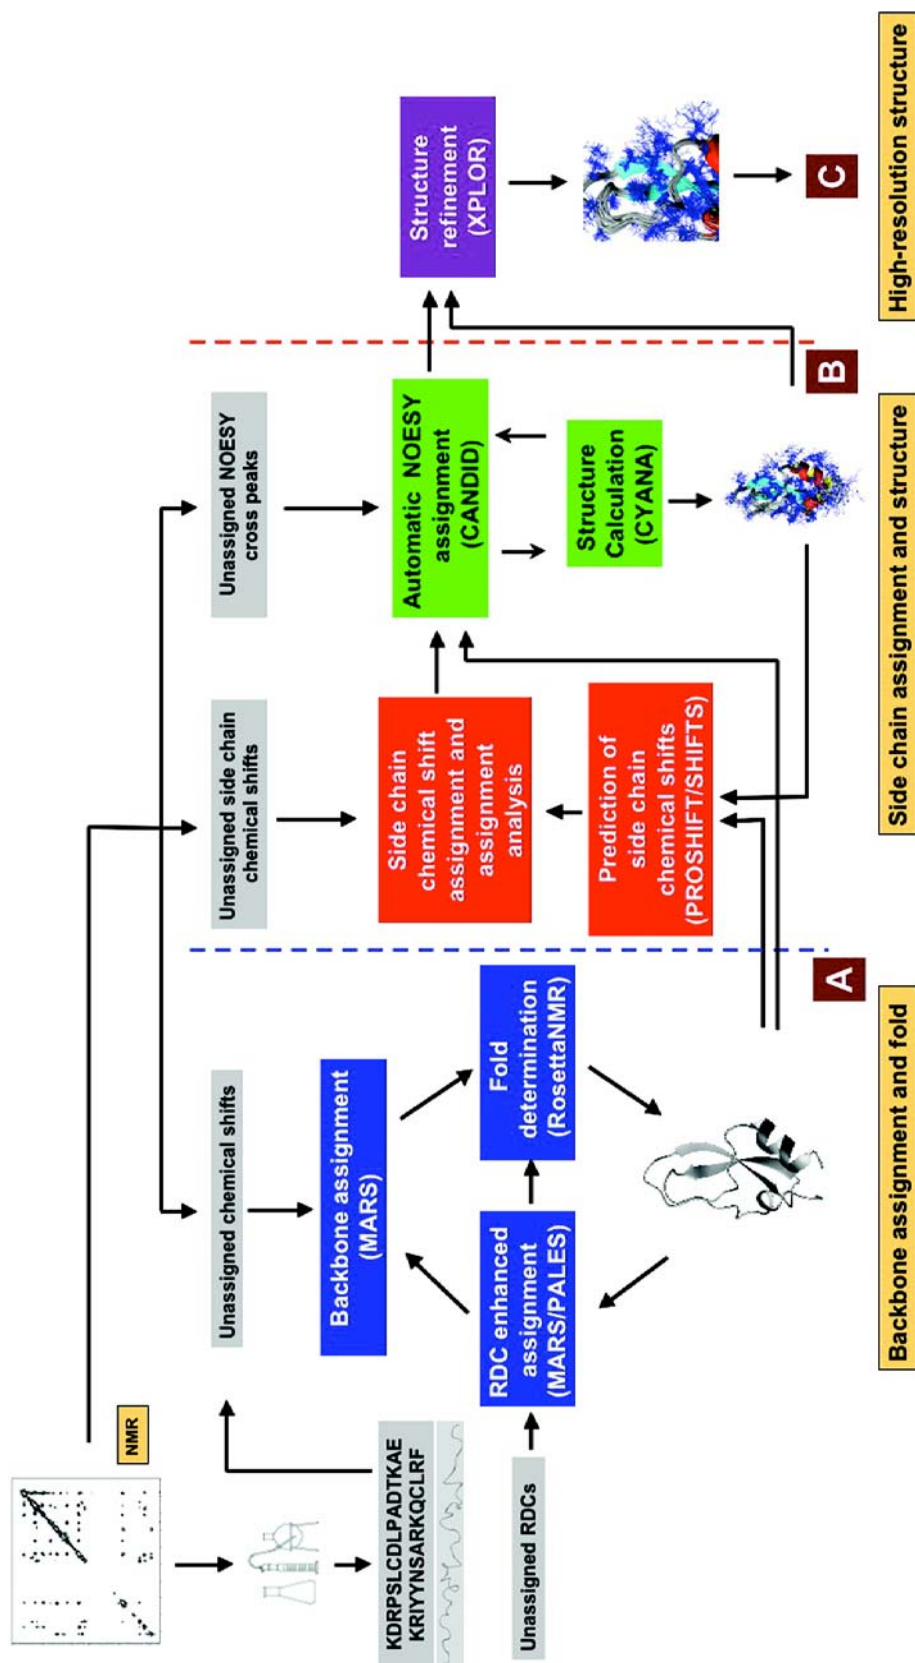 NMR
KDRPSLCDLPADTKAE
KRIYYNSARKQCLRF
Unassigned RDCs
Unassigned chemical shifts
Backbone assignment
(MARS)
RDC enhanced
assignment
(MARS/PALES)
Fold
determination
(RosettaNMR)
A
Backbone assignment and fold
Unassigned side chain
chemical shifts
Side chain
chemical shift
assignment and
assignment
analysis
Prediction of
side chain
chemical shifts
(PROSHIFT/SHIFTS)
Unassigned NOESY
cross peaks
Automatic NOESY
assignment
(CANDID)
Structure
Calculation
(CYANA)
B
Side chain assignment and structure
Structure
refinement
(XPLOR)
C
High-resolution structure